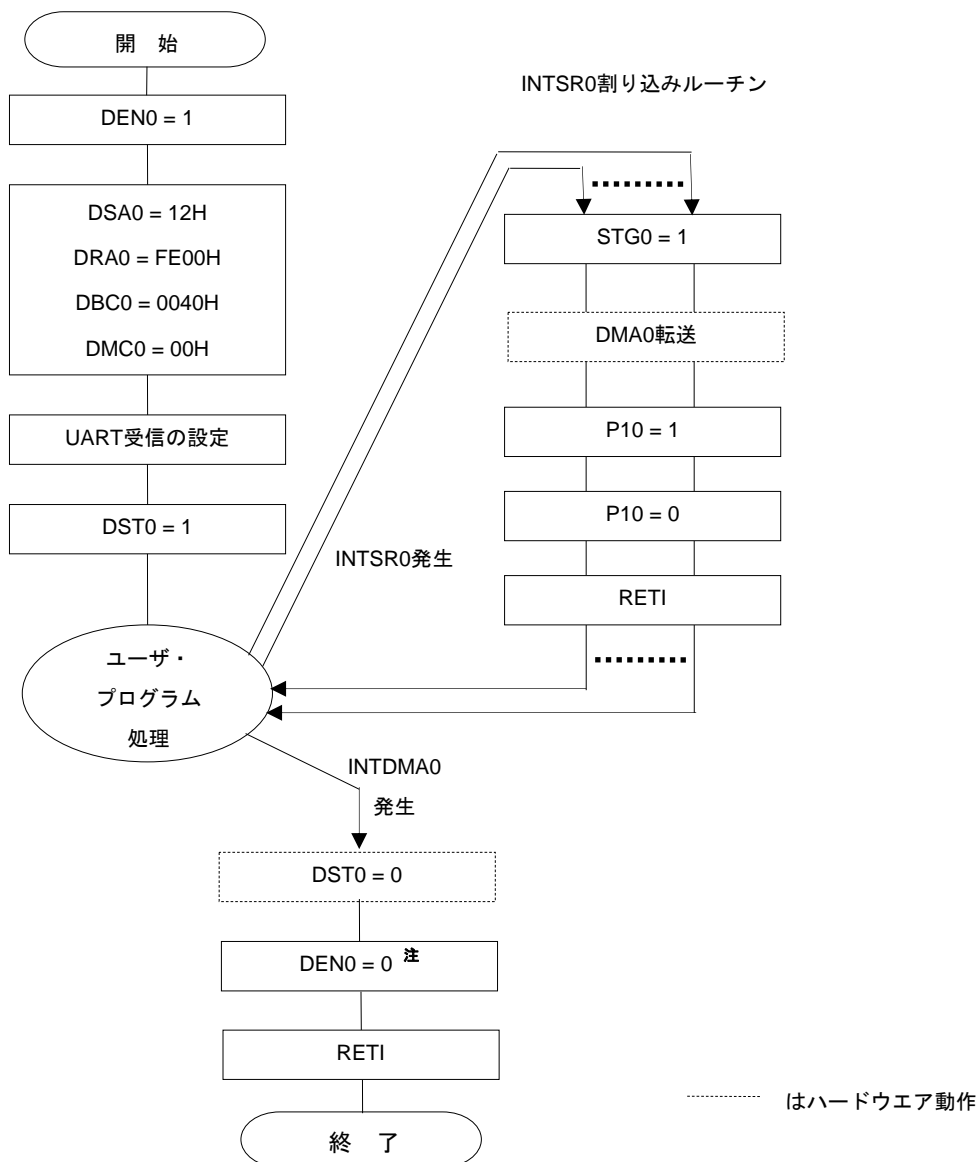 開 始
DEN0 = 1
DSA0 = 12H
DRA0 = FE00H
DBC0 = 0040H
DMC0 = 00H
UART受信の設定
DST0 = 1
ユーザ・
プログラム
処理
INTSR0発生
INTSR0割り込みルーチン
STG0 = 1
DMA0転送
P10 = 1
P10 = 0
RETI
INTDMA0
発生
DST0 = 0
DEN0 = 0 注
RETI
終 了
はハードウエア動作